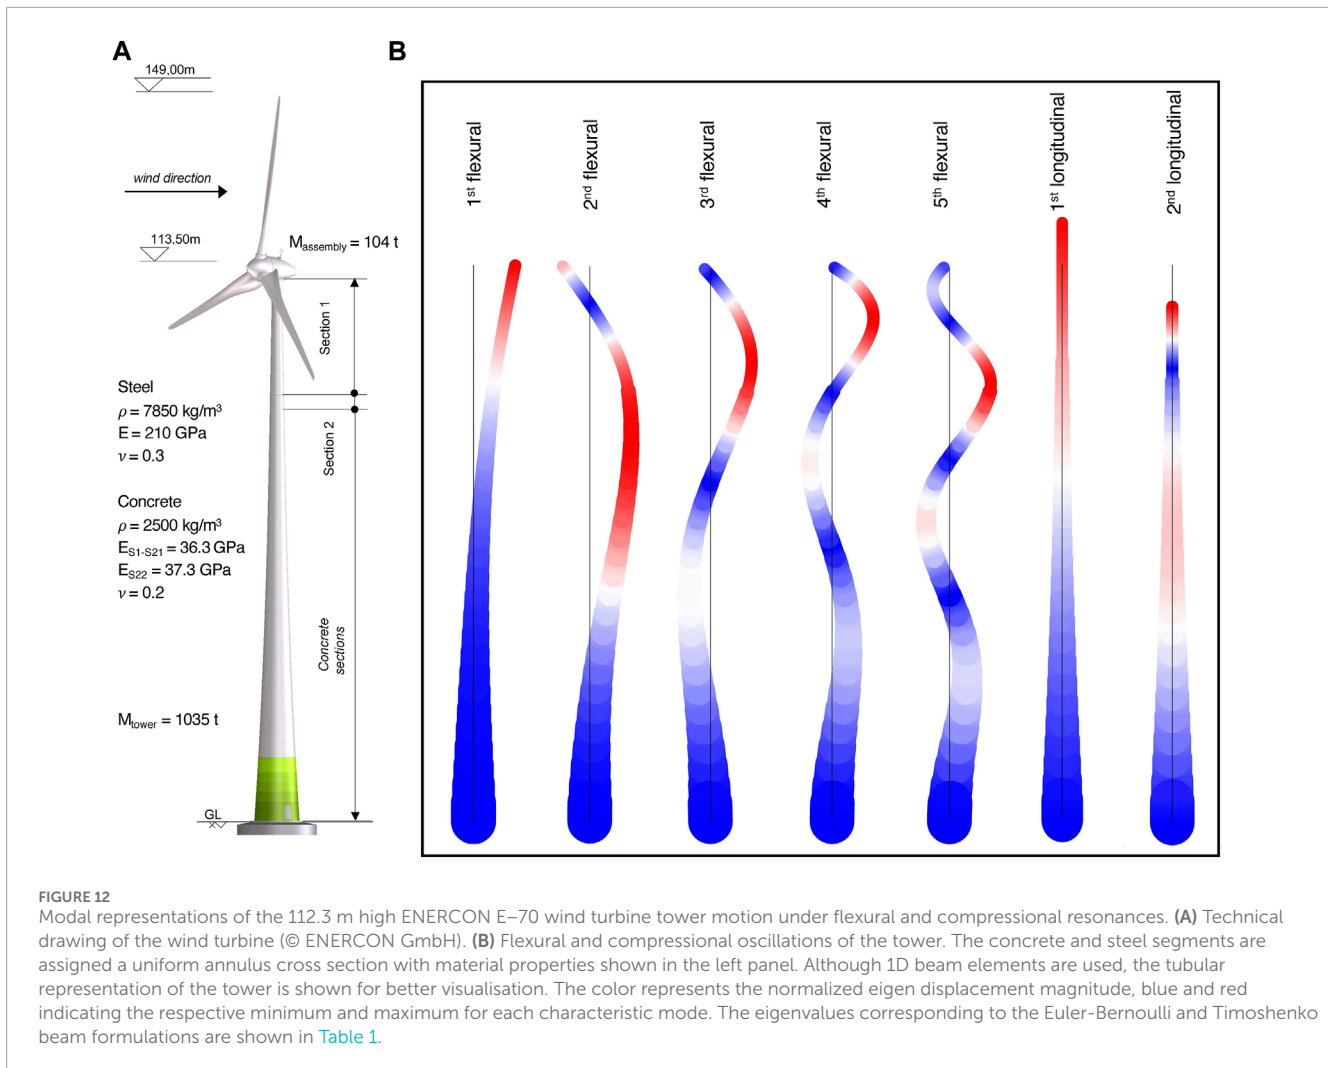 A
B
149,00m
wind direction
113.50m
M_assembly = 104 t
Section 1
Steel
ρ = 7850 kg/m³
E = 210 GPa
ν = 0.3
Section 2
Concrete
ρ = 2500 kg/m³
E_S1-S21 = 36.3 GPa
E_S22 = 37.3 GPa
ν = 0.2
Concrete
sections
M_tower = 1035 t
GL
1st flexural
2nd flexural
3rd flexural
4th flexural
5th flexural
1st longitudinal
2nd longitudinal
FIGURE 12
Modal representations of the 112.3 m high ENERCON E–70 wind turbine tower motion under flexural and compressional resonances. (A) Technical
drawing of the wind turbine (© ENERCON GmbH). (B) Flexural and compressional oscillations of the tower. The concrete and steel segments are
assigned a uniform annulus cross section with material properties shown in the left panel. Although 1D beam elements are used, the tubular
representation of the tower is shown for better visualisation. The color represents the normalized eigen displacement magnitude, blue and red
indicating the respective minimum and maximum for each characteristic mode. The eigenvalues corresponding to the Euler-Bernoulli and Timoshenko
beam formulations are shown in Table 1.